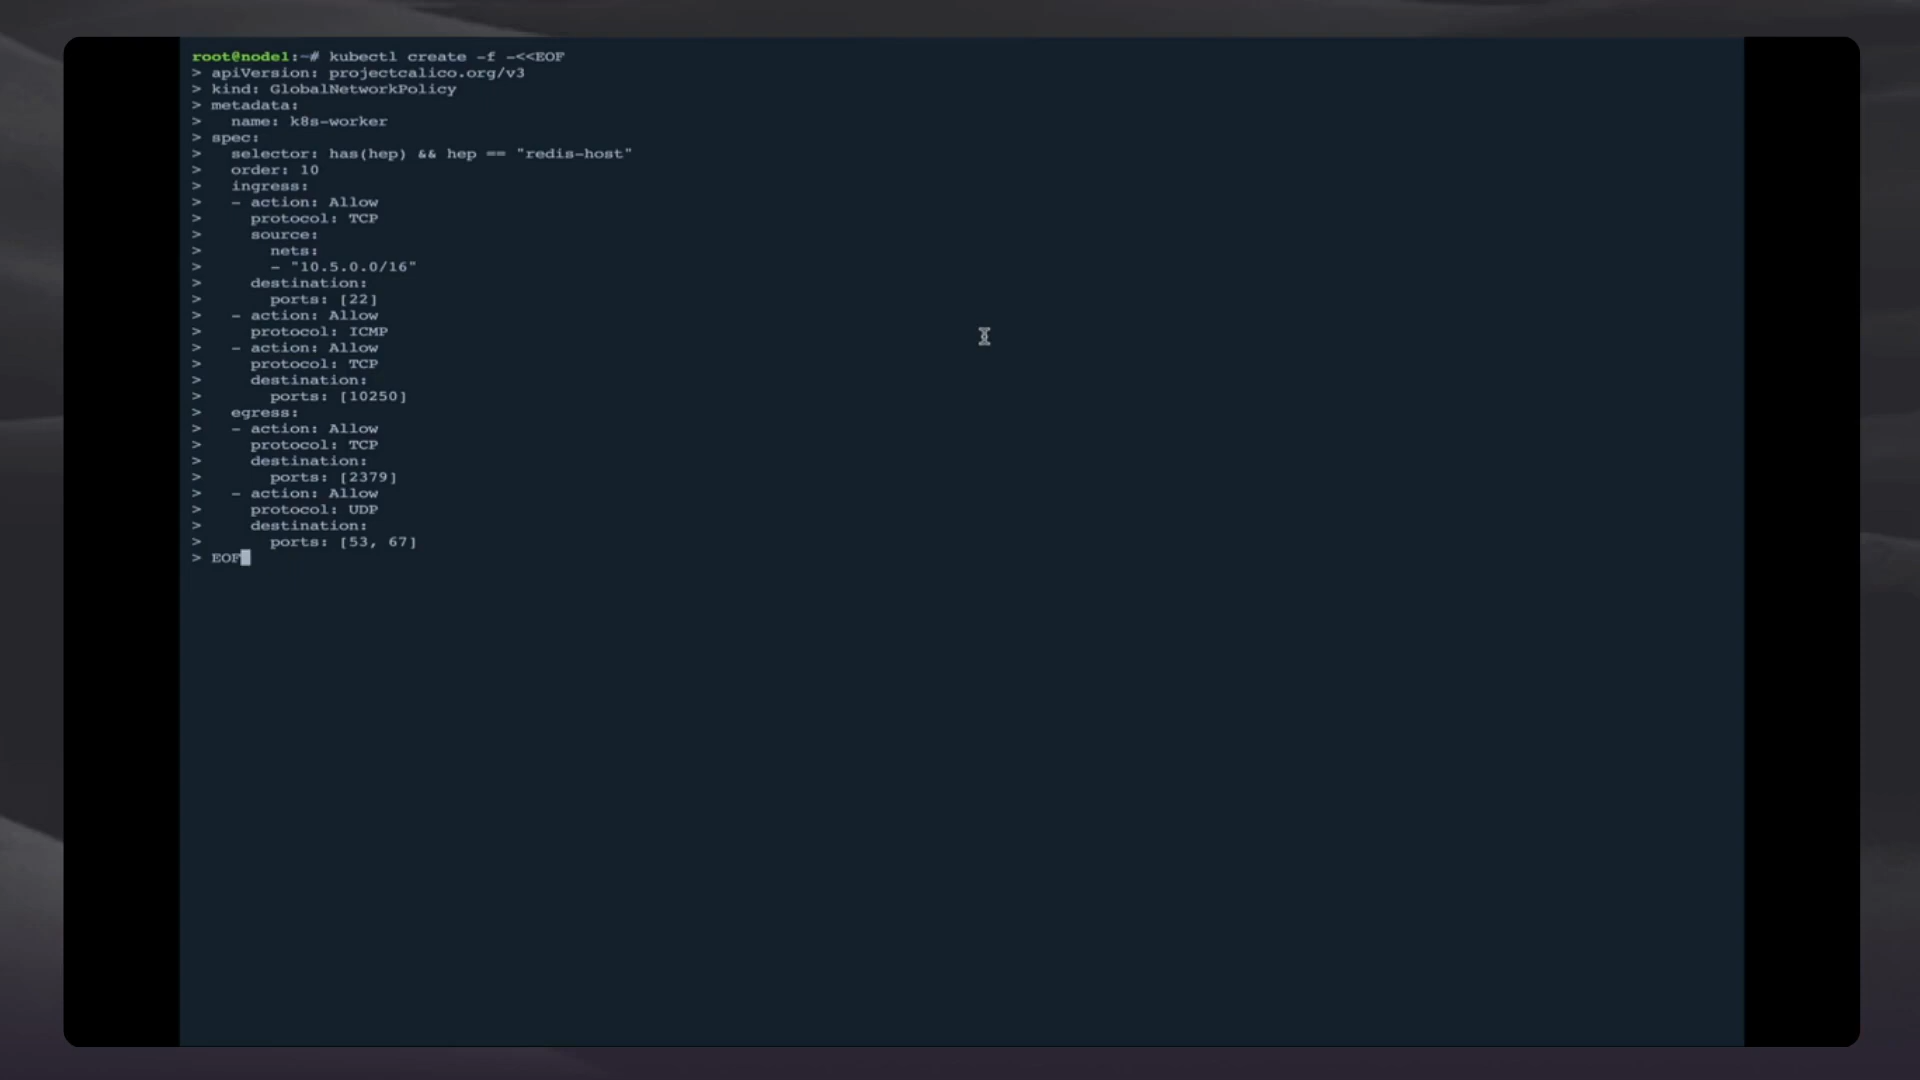 root@node1:~# kubectl create -f -<<EOF
> apiVersion: projectcalico.org/v3
> kind: GlobalNetworkPolicy
> metadata:
>   name: k8s-worker
> spec:
>   selector: has(hep) && hep == "redis-host"
>   order: 10
>   ingress:
>   - action: Allow
>     protocol: TCP
>     source:
>       nets:
>       - "10.5.0.0/16"
>     destination:
>       ports: [22]
>   - action: Allow
>     protocol: ICMP
>   - action: Allow
>     protocol: TCP
>     destination:
>       ports: [10250]
>   egress:
>   - action: Allow
>     protocol: TCP
>     destination:
>       ports: [2379]
>   - action: Allow
>     protocol: UDP
>     destination:
>       ports: [53, 67]
> EOF